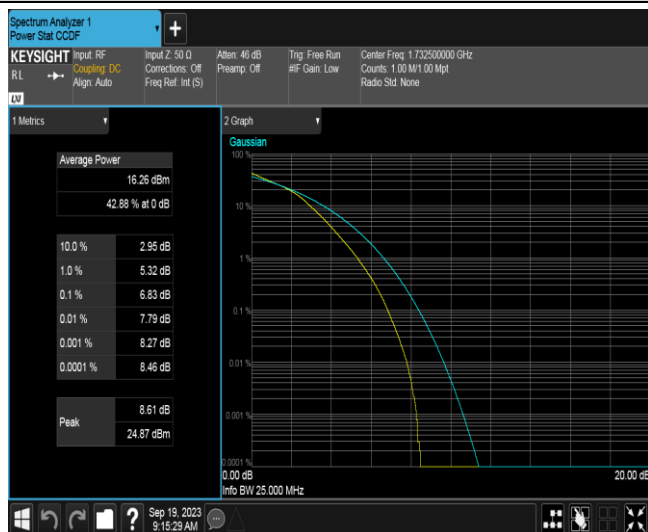 Spectrum Analyzer 1
Power Stat CCDF
KEYSIGHT
RL
LXI
Input: RF
Coupling: DC
Align: Auto
Input Z: 50 Ω
Corrections: Off
Freq Ref: Int (S)
Atten: 46 dB
Preamp: Off
Trig: Free Run
#IF Gain: Low
Center Freq: 1.732500000 GHz
Counts: 1.00 M/1.00 Mpt
Radio Std: None
1 Metrics
Average Power
16.26 dBm
42.88 % at 0 dB
10.0 % 2.95 dB
1.0 % 5.32 dB
0.1 % 6.83 dB
0.01 % 7.79 dB
0.001 % 8.27 dB
0.0001 % 8.46 dB
Peak
8.61 dB
24.87 dBm
2 Graph
Gaussian
100 %
10 %
1 %
0.1 %
0.01 %
0.001 %
0.0001 %
0.00 dB 20.00 dB
Info BW 25.000 MHz
?
Sep 19, 2023
9:15:29 AM